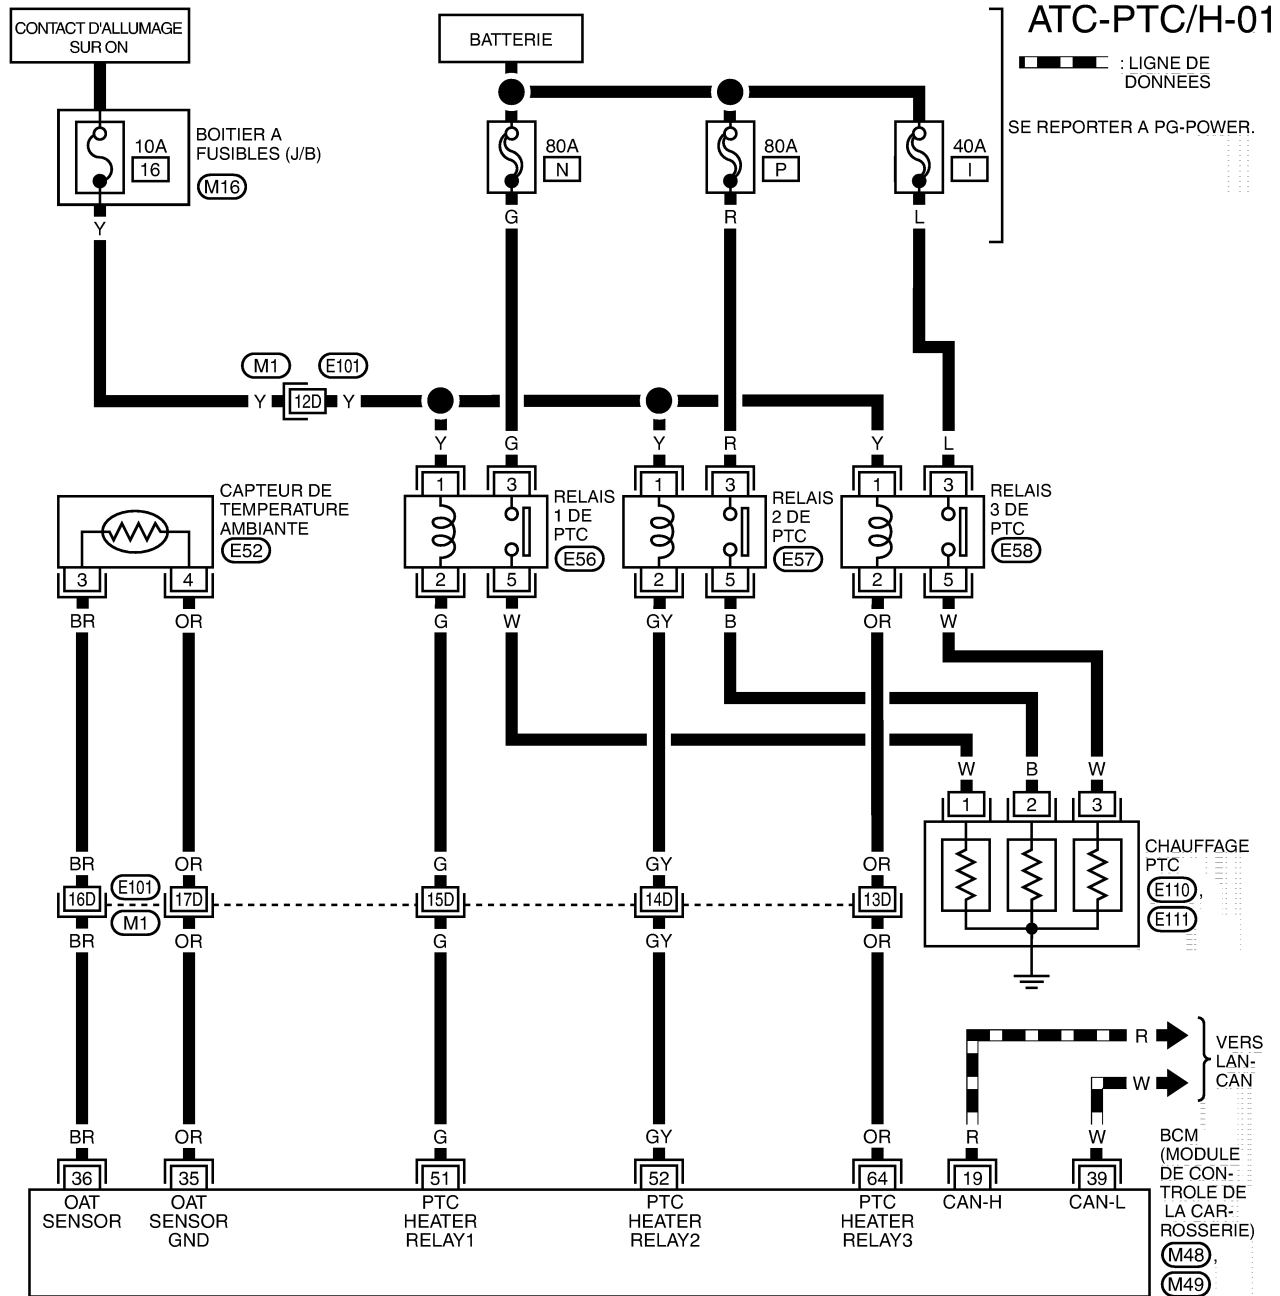 CONTACT D'ALLUMAGE
SUR ON
BATTERIE
ATC-PTC/H-01
: LIGNE DE
DONNEES
SE REPORTER A PG-POWER.
10A
16
BOITIER A
FUSIBLES (J/B)
M16
80A
N
80A
P
40A
I
Y
G
R
L
M1
E101
Y
12D
Y
Y
G
Y
R
Y
L
CAPTEUR DE
TEMPERATURE
AMBIANTE
E52
3
4
1
3
RELAIS
1 DE
PTC
E56
2
5
1
3
RELAIS
2 DE
PTC
E57
2
5
1
3
RELAIS
3 DE
PTC
E58
2
5
BR
OR
G
W
GY
B
OR
W
W
B
W
1
2
3
CHAUFFAGE
PTC
E110,
E111
BR
OR
G
GY
OR
16D
E101
M1
17D
15D
14D
13D
BR
OR
G
GY
OR
R
W
VERS
LAN-
CAN
BR
OR
G
GY
OR
R
W
36
35
51
52
64
19
39
OAT
SENSOR
OAT
SENSOR
GND
PTC
HEATER
RELAY1
PTC
HEATER
RELAY2
PTC
HEATER
RELAY3
CAN-H
CAN-L
BCM
(MODULE
DE CON-
TROLE DE
LA CAR-
ROSSERIE)
M48,
M49